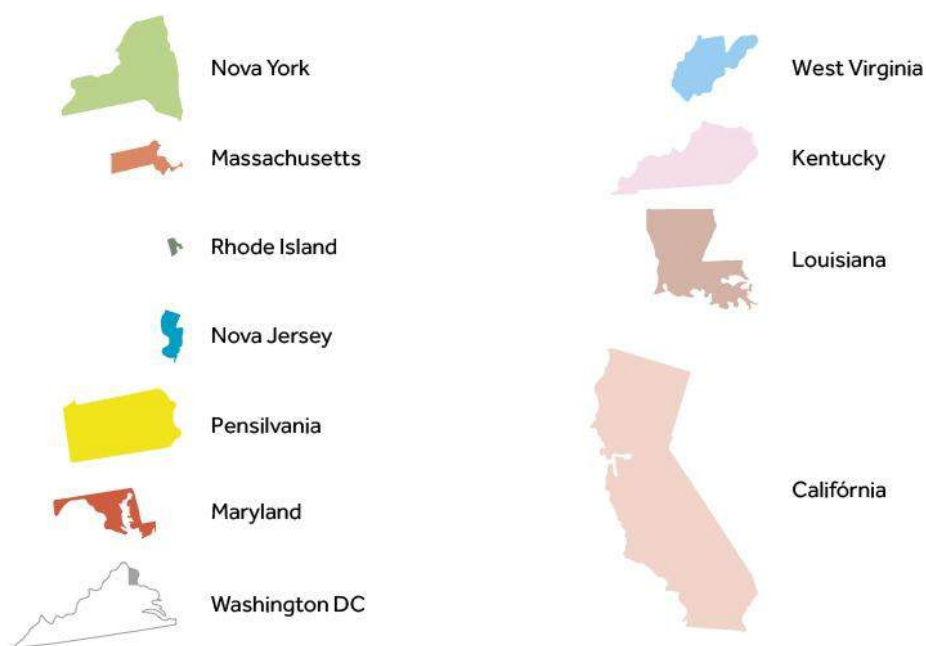 Nova York
Massachusetts
Rhode Island
Nova Jersey
Pensilvania
Maryland
Washington DC
West Virginia
Kentucky
Louisiana
Califórnia